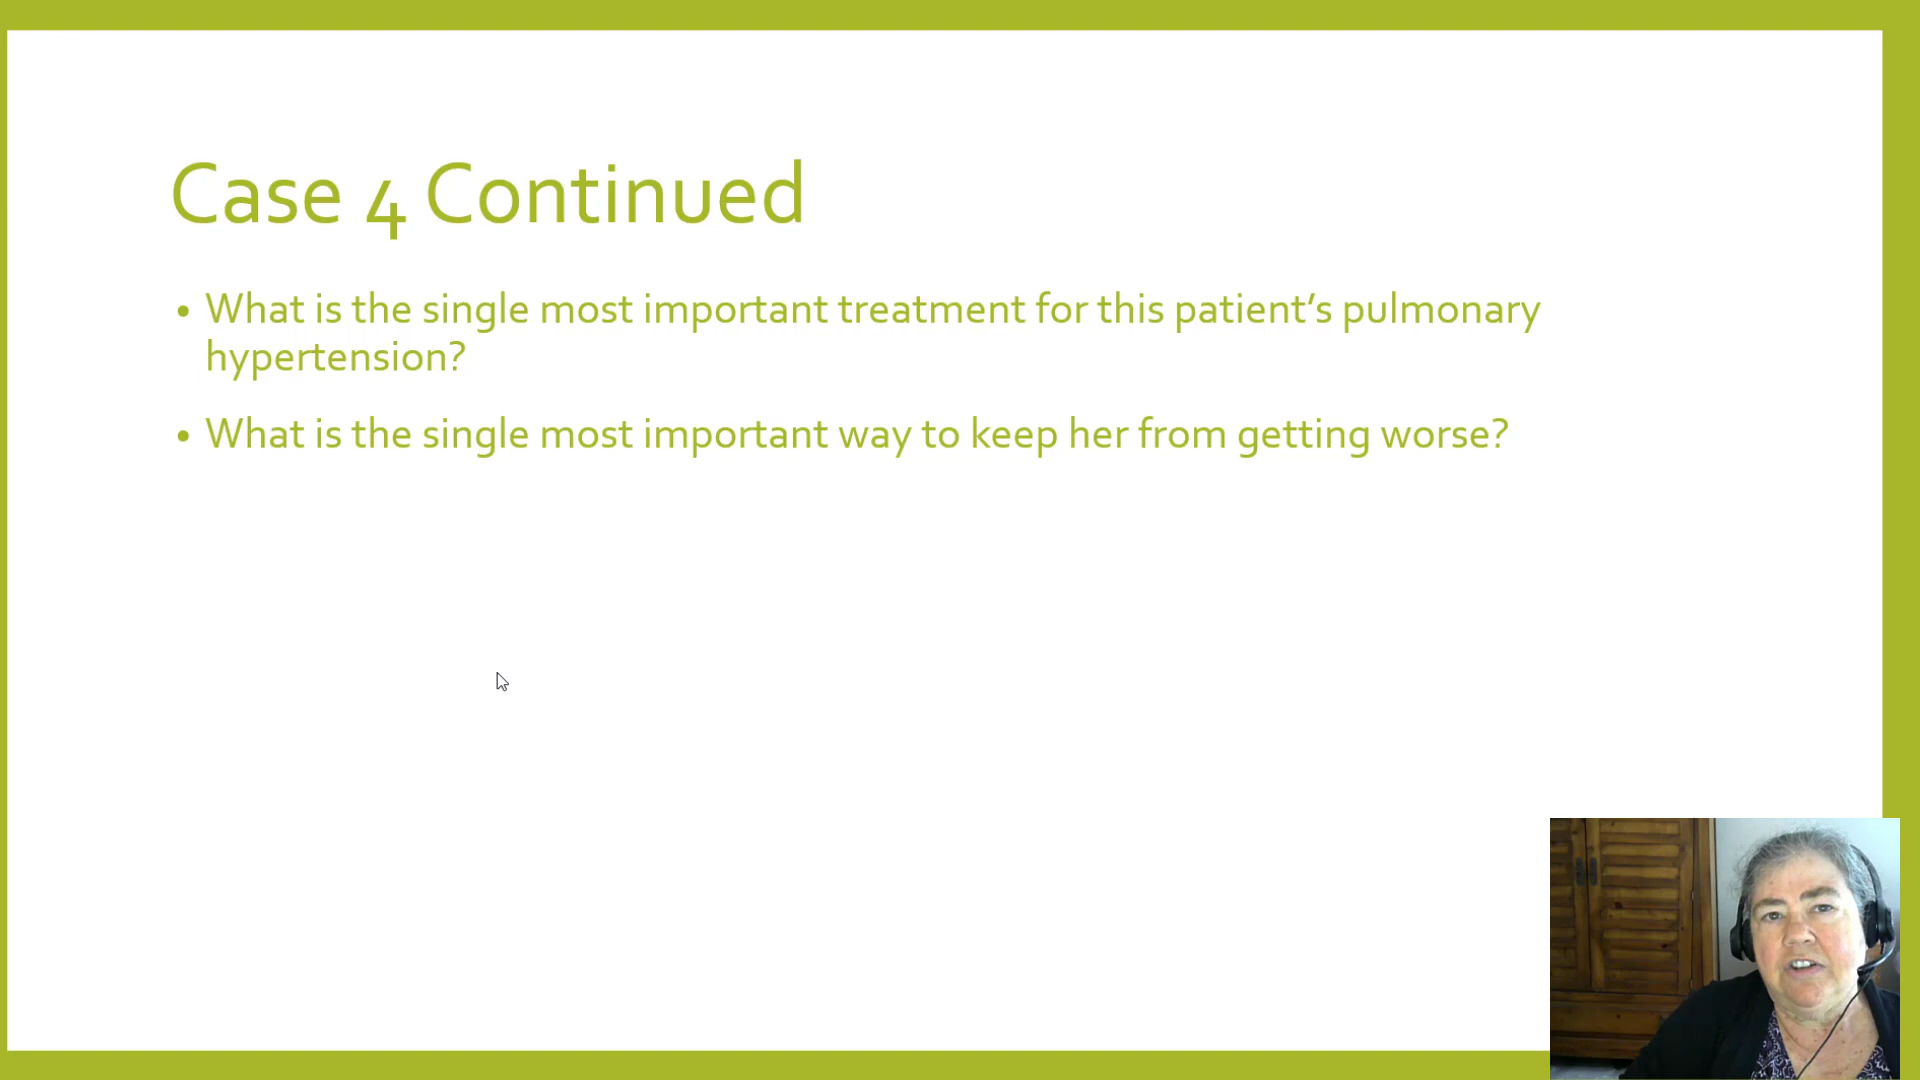 Case 4 Continued
• What is the single most important treatment for this patient’s pulmonary
hypertension?
• What is the single most important way to keep her from getting worse?